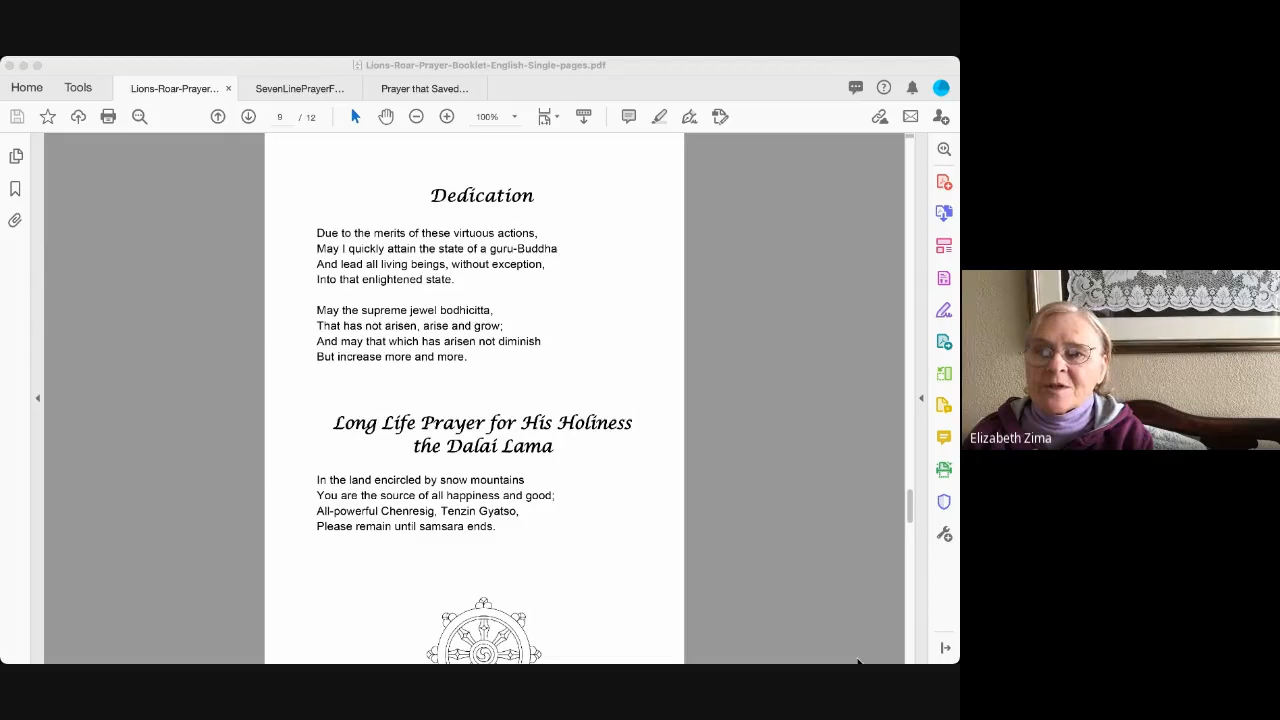 Lions-Roar-Prayer-Booklet-English-Single-pages.pdf
Home
Tools
Lions-Roar-Prayer...
SevenLinePrayerF...
Prayer that Saved...
9 / 12
100%
Dedication
Due to the merits of these virtuous actions,
May I quickly attain the state of a guru-Buddha
And lead all living beings, without exception,
Into that enlightened state.
May the supreme jewel bodhicitta,
That has not arisen, arise and grow;
And may that which has arisen not diminish
But increase more and more.
Long Life Prayer for His Holiness
the Dalai Lama
In the land encircled by snow mountains
You are the source of all happiness and good;
All-powerful Chenresig, Tenzin Gyatso,
Please remain until samsara ends.
Elizabeth Zima